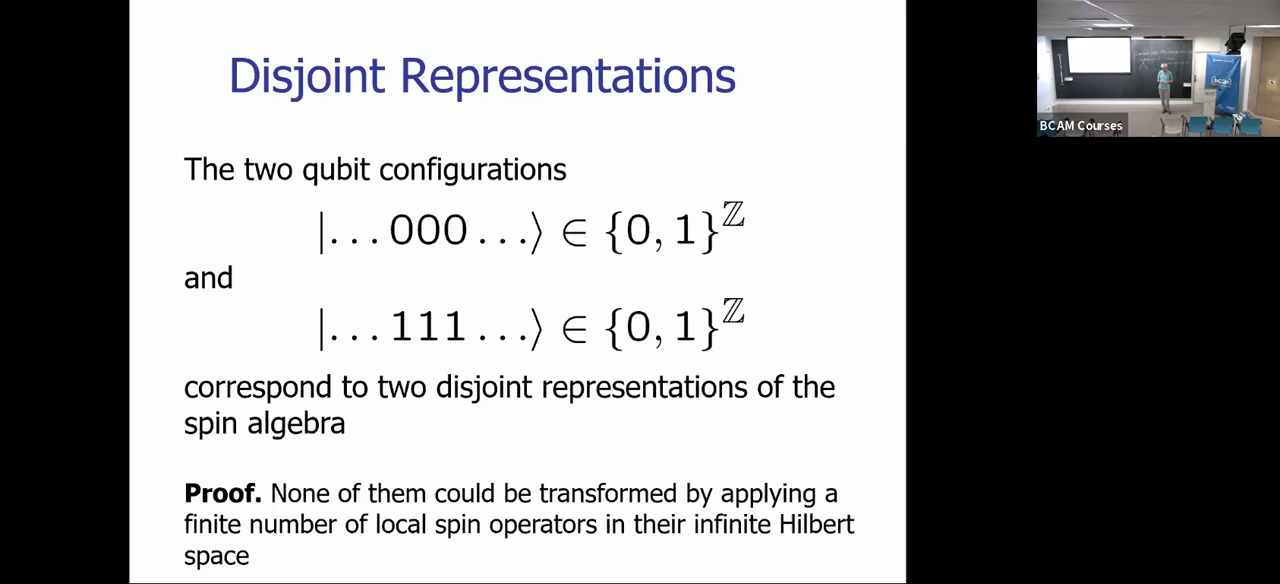 Disjoint Representations
The two qubit configurations
|...000...⟩ ∈ {0, 1}^ℤ
and
|...111...⟩ ∈ {0, 1}^ℤ
correspond to two disjoint representations of the
spin algebra
Proof. None of them could be transformed by applying a
finite number of local spin operators in their infinite Hilbert
space
BCAM Courses